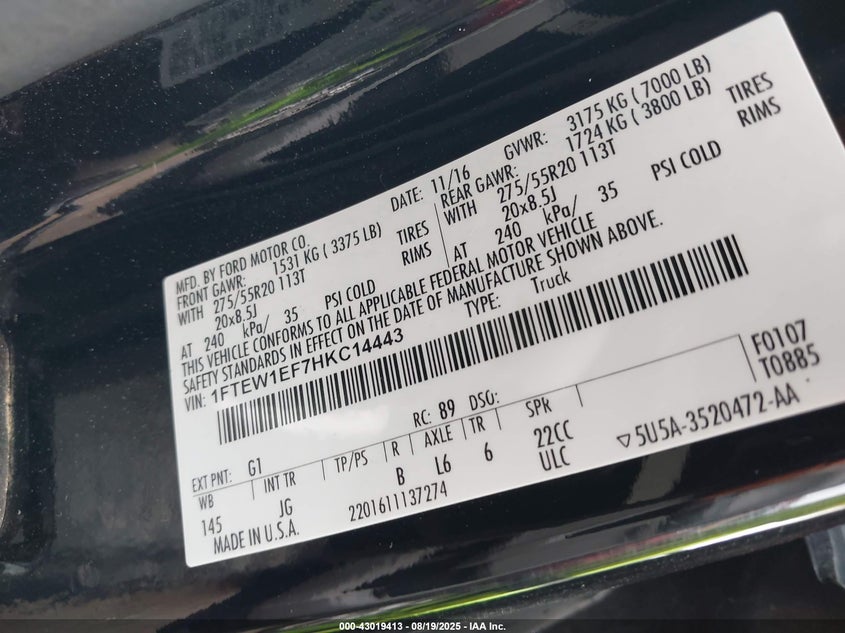 MFD. BY FORD MOTOR CO.
DATE: 11/16 GVWR: 3175 KG ( 7000 LB)
FRONT GAWR: 1531 KG ( 3375 LB) REAR GAWR: 1724 KG ( 3800 LB)
WITH 275/55R20 113T TIRES WITH 275/55R20 113T TIRES
20x8.5J RIMS 20x8.5J RIMS
AT 240 kPa/ 35 PSI COLD AT 240 kPa/ 35 PSI COLD
THIS VEHICLE CONFORMS TO ALL APPLICABLE FEDERAL MOTOR VEHICLE
SAFETY STANDARDS IN EFFECT ON THE DATE OF MANUFACTURE SHOWN ABOVE.
VIN: 1FTEW1EF7HKC14443 TYPE: Truck
F0107
T0885
EXT PNT: G1 RC: 89 DSO:
WB INT TR TP/PS R AXLE TR SPR
145 JG B L6 6 22CC
ULC
▽5U5A-3520472-AA
MADE IN U.S.A. 2201611137274
000-43019413 - 08/19/2025 - IAA Inc.